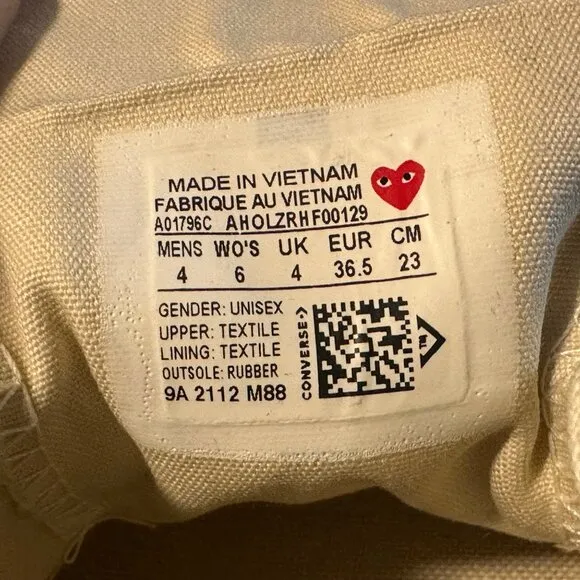 MADE IN VIETNAM
FABRIQUE AU VIETNAM
A01796C AHOLZRHF00129
MENS WO'S UK EUR CM
4 6 4 36.5 23
GENDER: UNISEX
UPPER: TEXTILE
LINING: TEXTILE
OUTSOLE: RUBBER
9A 2112 M88
CONVERSE
TM